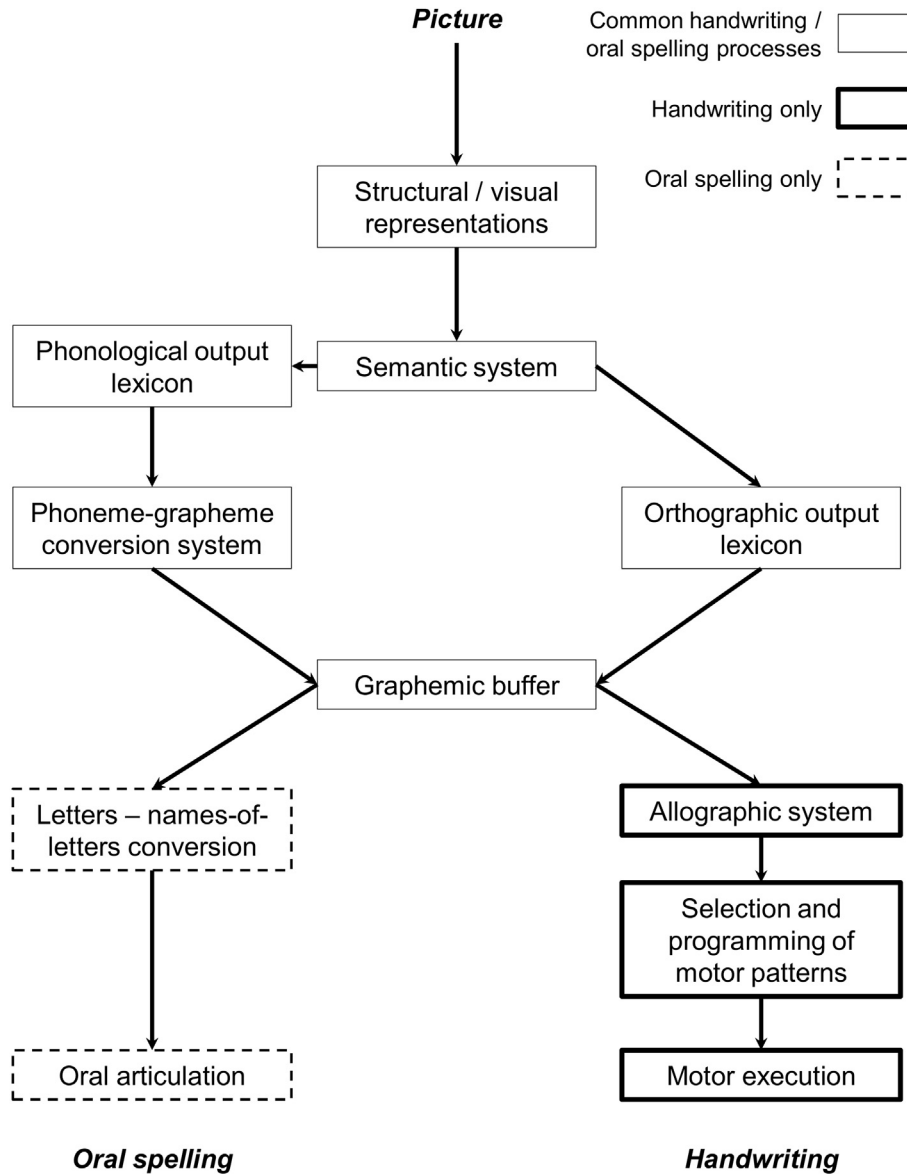 Picture
Common handwriting /
oral spelling processes
Handwriting only
Oral spelling only
Structural / visual
representations
Phonological output
lexicon
Semantic system
Phoneme-grapheme
conversion system
Orthographic output
lexicon
Graphemic buffer
Letters – names-of-
letters conversion
Allographic system
Selection and
programming of
motor patterns
Oral articulation
Motor execution
Oral spelling
Handwriting